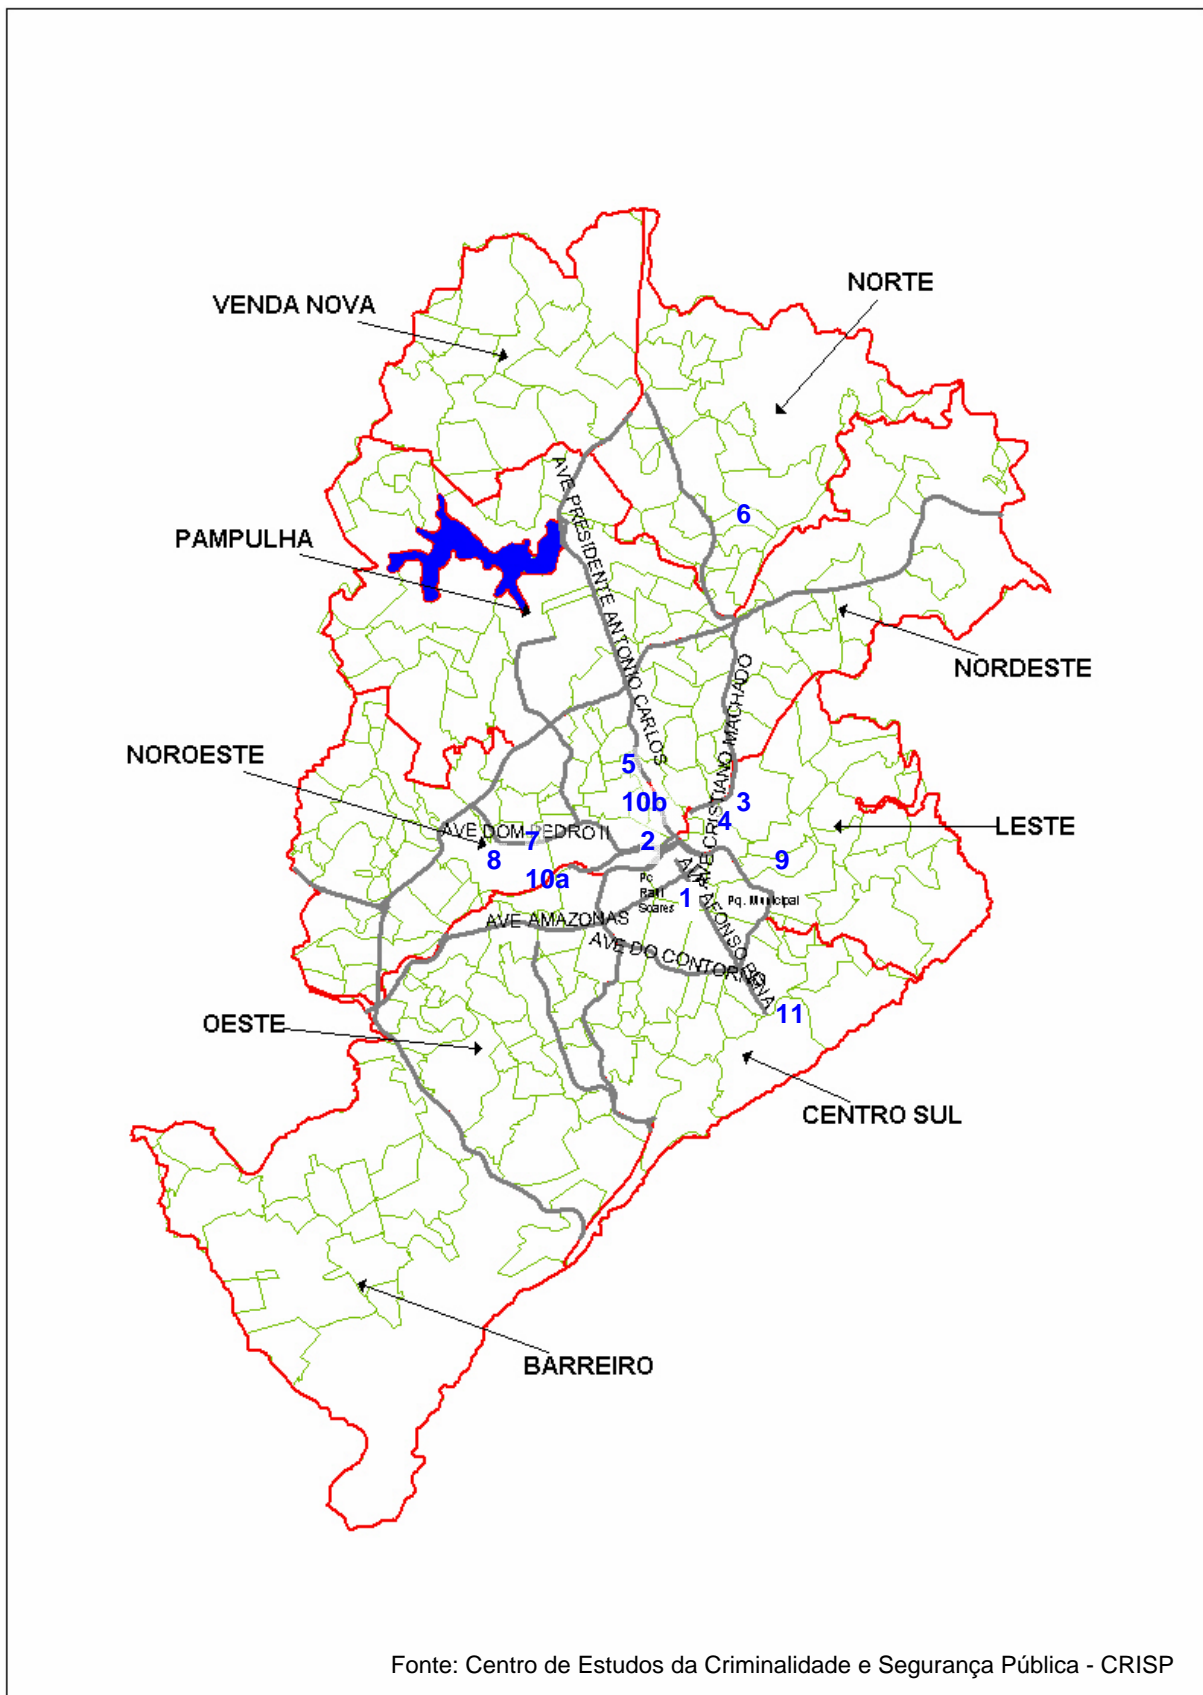 NORTE
VENDA NOVA
AVE PRESIDENTE ANTONIO CARLOS
6
PAMPULHA
NORDESTE
AVE CRISTIANO MACHADO
NOROESTE
5
10b
3
4
LESTE
AVE DOM PEDRO II
7
2
8
9
10a
Pc
Raul
Soares
1
Pq. Municipal
AVE AFONSO PENA
AVE AMAZONAS
AVE DO CONTORNO
11
OESTE
CENTRO SUL
BARREIRO
Fonte: Centro de Estudos da Criminalidade e Segurança Pública - CRISP